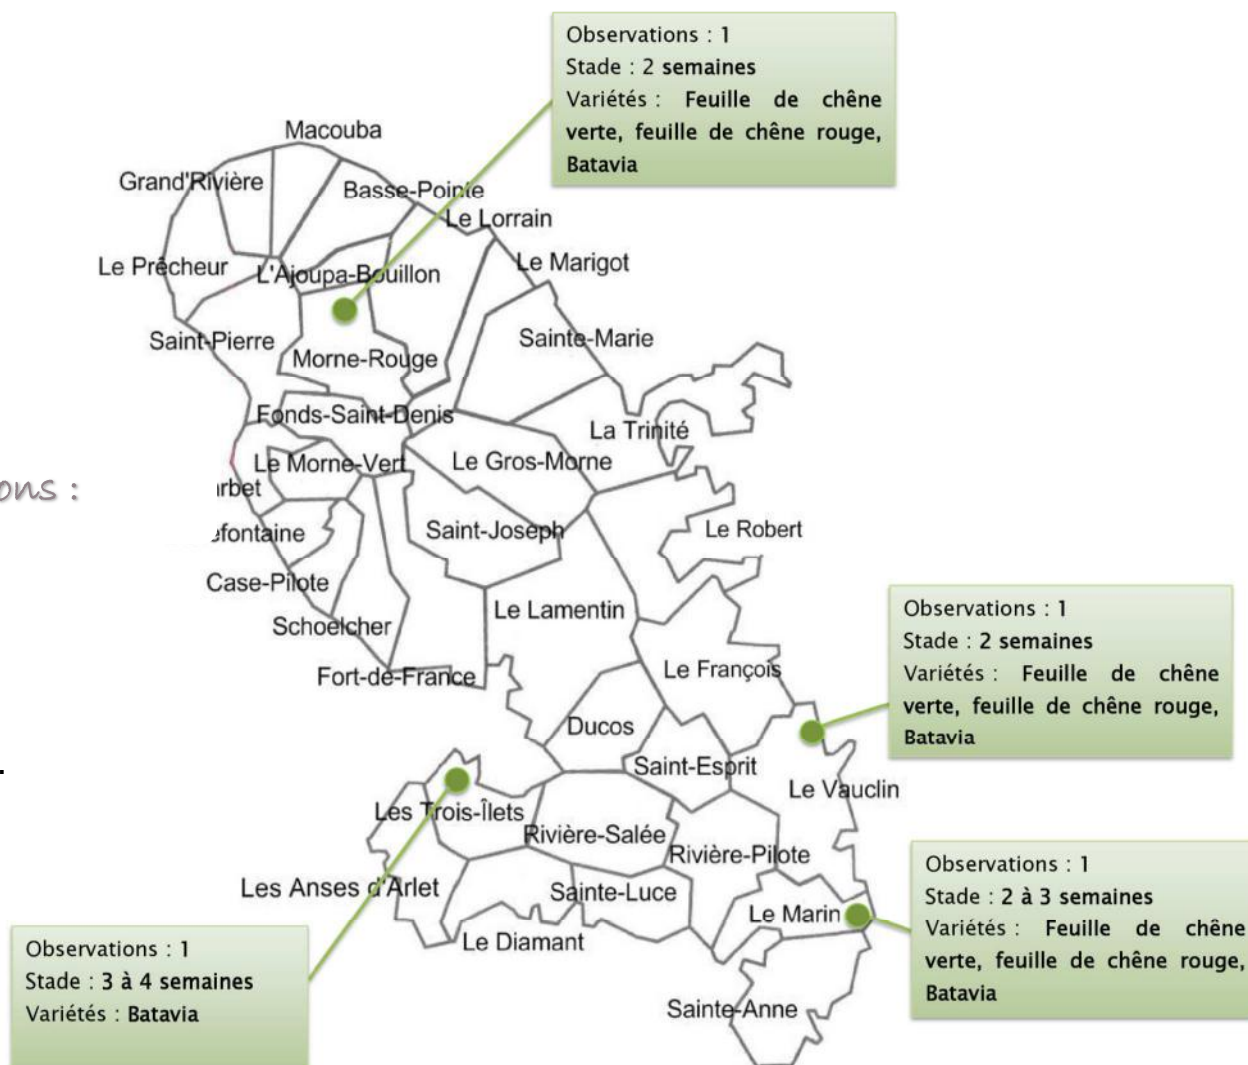 Observations : 1
Stade : 2 semaines
Variétés : Feuille de chêne
verte, feuille de chêne rouge,
Batavia
Macouba
Grand'Rivière
Basse-Pointe
Le Lorrain
Le Prêcheur
L'Ajoupa-Bouillon
Le Marigot
Saint-Pierre
Morne-Rouge
Sainte-Marie
Fonds-Saint-Denis
La Trinité
Le Morne-Vert
Le Gros-Morne
ons :
rbet
efontaine
Saint-Joseph
Le Robert
Case-Pilote
Le Lamentin
Schoelcher
Fort-de-France
Le François
Observations : 1
Stade : 2 semaines
Variétés : Feuille de chêne
verte, feuille de chêne rouge,
Batavia
Ducos
Saint-Esprit
Le Vauclin
.
Les Trois-Îlets
Rivière-Salée
Rivière-Pilote
Les Anses d'Arlet
Sainte-Luce
Le Marin
Le Diamant
Sainte-Anne
Observations : 1
Stade : 2 à 3 semaines
Variétés : Feuille de chêne
verte, feuille de chêne rouge,
Batavia
Observations : 1
Stade : 3 à 4 semaines
Variétés : Batavia